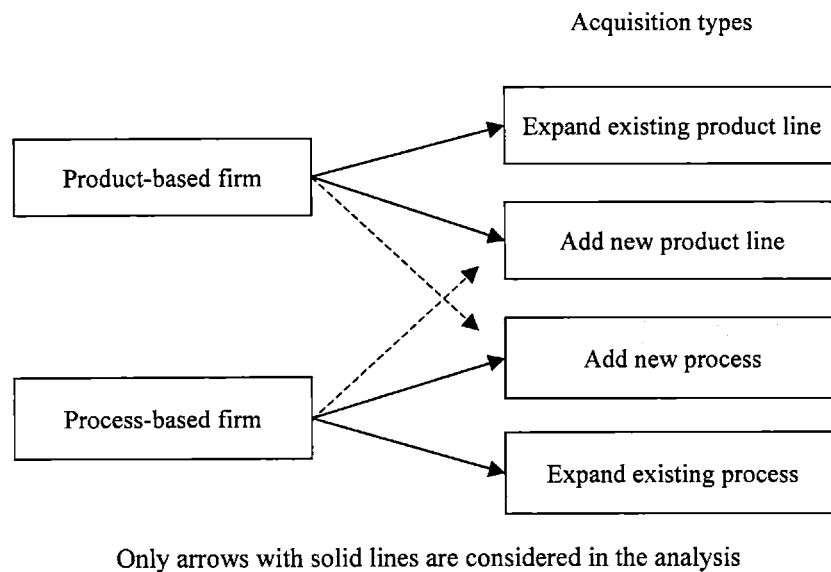 Acquisition types
Expand existing product line
Product-based firm
Add new product line
Add new process
Process-based firm
Expand existing process
Only arrows with solid lines are considered in the analysis